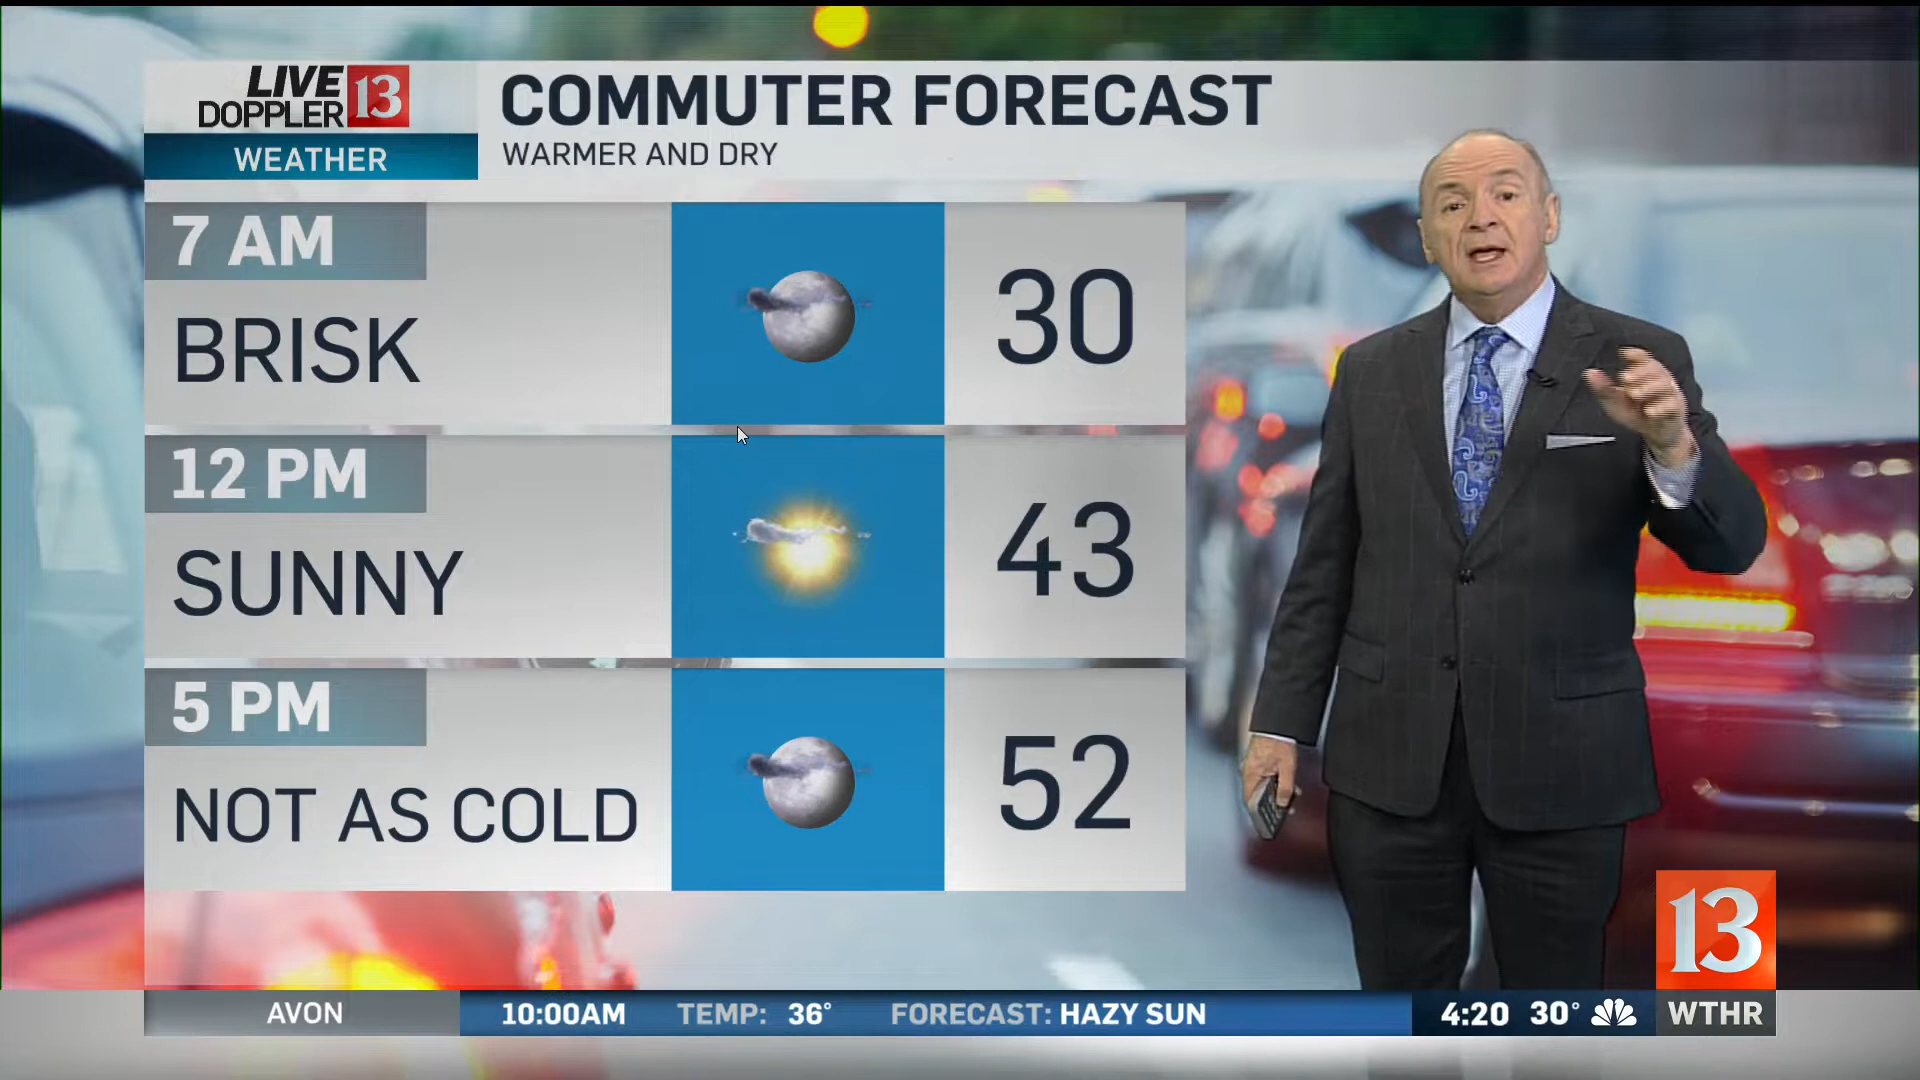 LIVE
DOPPLER 13
WEATHER
COMMUTER FORECAST
WARMER AND DRY
7 AM
BRISK
30
12 PM
SUNNY
43
5 PM
NOT AS COLD
52
13
AVON
10:00AM TEMP: 36° FORECAST: HAZY SUN
4:20 30°
WTHR